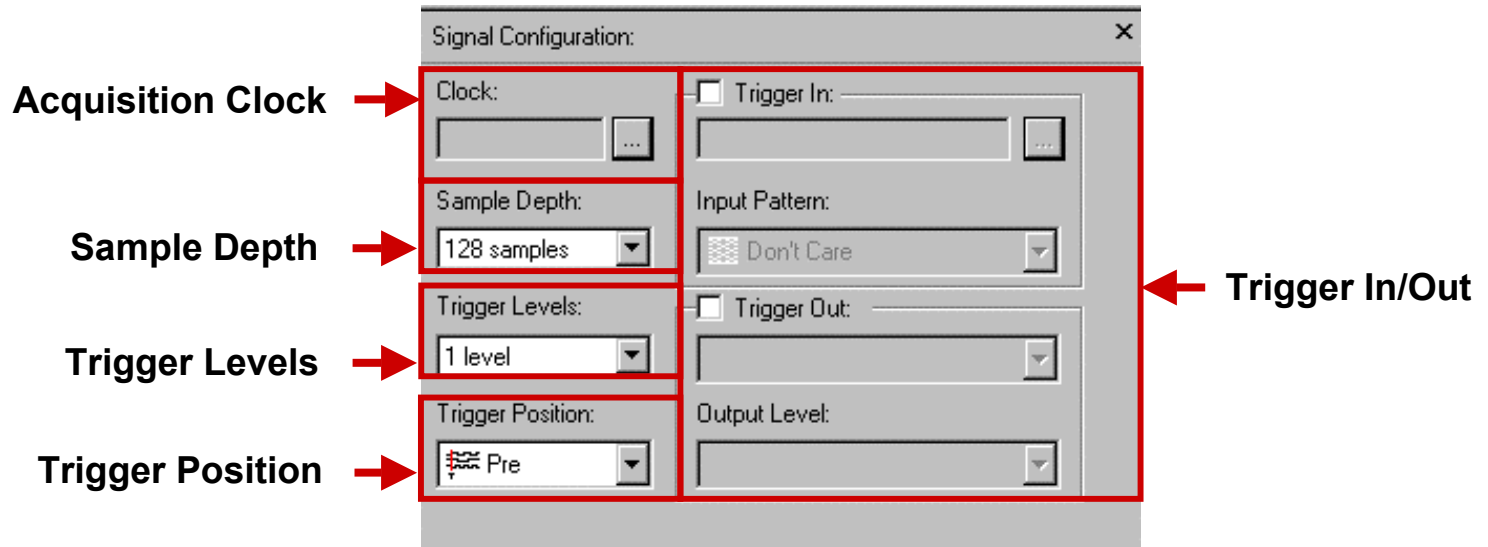 Signal Configuration:
Acquisition Clock
Clock:
...
Sample Depth
Sample Depth:
128 samples
Trigger Levels
Trigger Levels:
1 level
Trigger Position
Trigger Position:
Pre
Trigger In:
...
Input Pattern:
Don't Care
Trigger Out:
Output Level:
Trigger In/Out